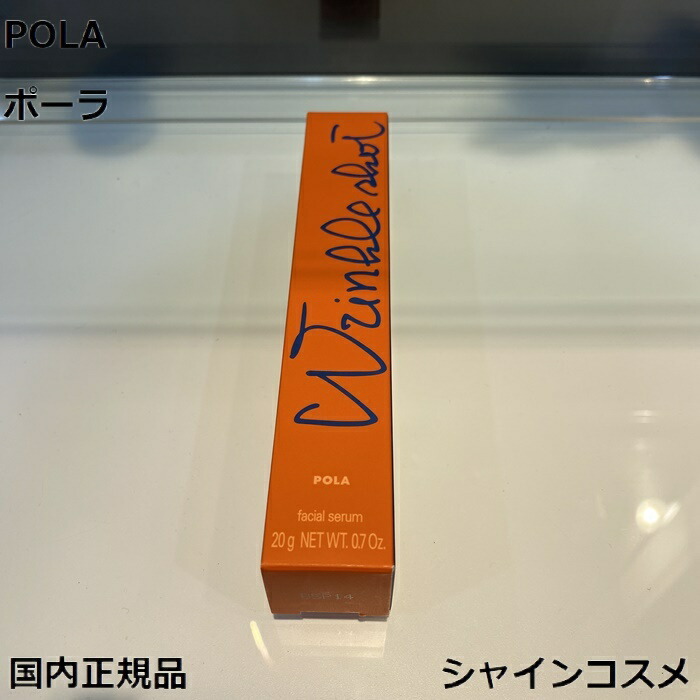 POLA
ポーラ
Wrinkle shot
POLA
facial serum
20 g NET WT. 0.7 Oz.
国内正規品
シャインコスメ